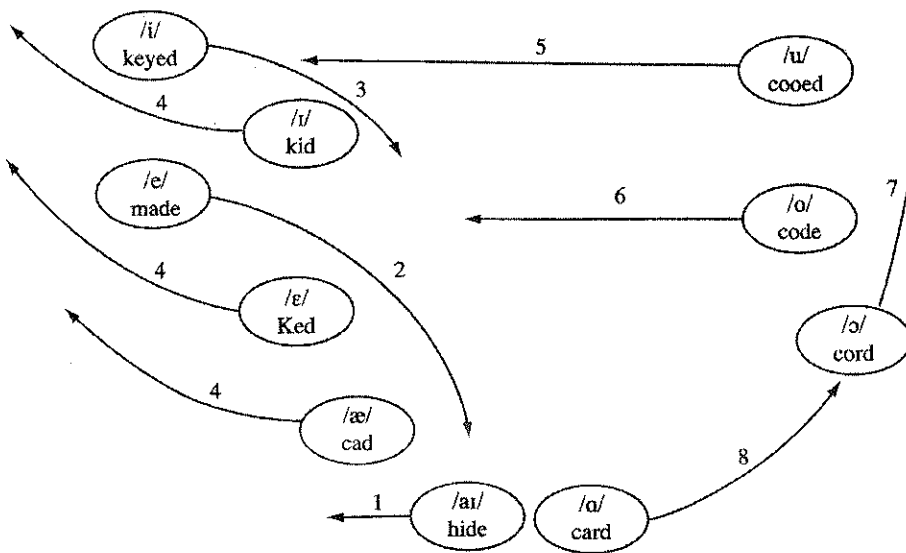 /i/
keyed
5
/u/
cooed
3
4
/ɪ/
kid
/e/
made
6
/o/
code
7
4
2
/ɛ/
Ked
/ɔ/
cord
4
/æ/
cad
8
1
/aɪ/
hide
/ɑ/
card